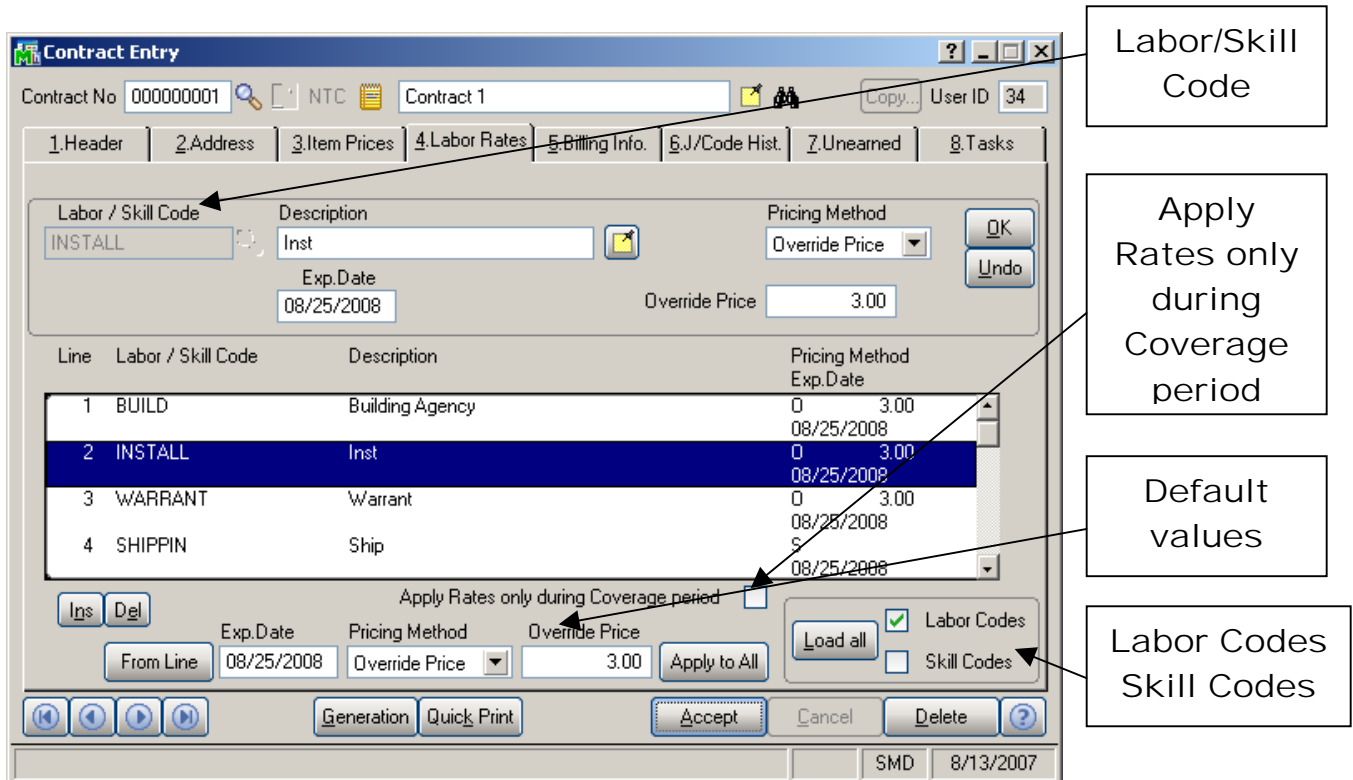 Contract Entry
Contract No 000000001 NTC Contract 1 Copy... User ID 34
1.Header 2.Address 3.Item Prices 4.Labor Rates 5.Billing Info. 6.J/Code Hist. 7.Unearned 8.Tasks
Labor / Skill Code Description Pricing Method
INSTALL Inst Override Price OK
Undo
Exp.Date
08/25/2008 Override Price 3.00
Line Labor / Skill Code Description Pricing Method
Exp.Date
1 BUILD Building Agency O 3.00
08/25/2008
2 INSTALL Inst O 3.00
08/25/2008
3 WARRANT Warrant O 3.00
08/25/2008
4 SHIPPIN Ship S
08/25/2008
Ins Del Apply Rates only during Coverage period
Exp.Date Pricing Method Override Price
From Line 08/25/2008 Override Price 3.00 Apply to All
Load all Labor Codes
Skill Codes
Generation Quick Print Accept Cancel Delete
SMD 8/13/2007
Labor/Skill
Code
Apply
Rates only
during
Coverage
period
Default
values
Labor Codes
Skill Codes